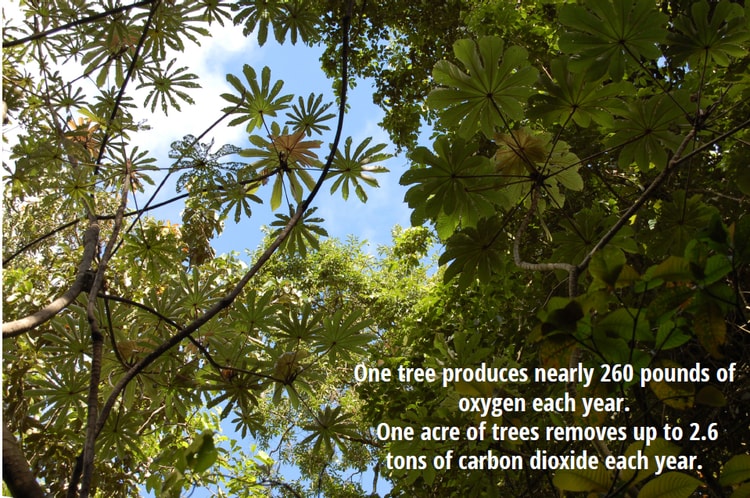 One tree produces nearly 260 pounds of
oxygen each year.
One acre of trees removes up to 2.6
tons of carbon dioxide each year.